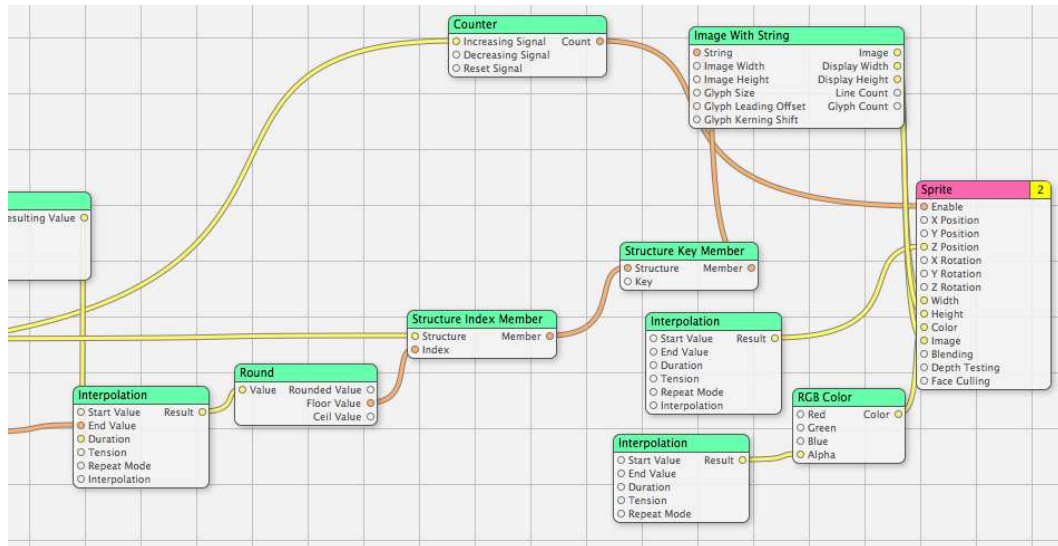 Counter
Increasing Signal Count
Decreasing Signal
Reset Signal
Image With String
String Image
Image Width Display Width
Image Height Display Height
Glyph Size Line Count
Glyph Leading Offset Glyph Count
Glyph Kerning Shift
Sprite 2
Enable
X Position
Y Position
Z Position
X Rotation
Y Rotation
Z Rotation
Width
Height
Color
Image
Blending
Depth Testing
Face Culling
esulting Value
Structure Key Member
Structure Member
Key
Structure Index Member
Structure Member
Index
Interpolation
Start Value Result
End Value
Duration
Tension
Repeat Mode
Interpolation
Round
Value Rounded Value
Floor Value
Ceil Value
Interpolation
Start Value Result
End Value
Duration
Tension
Repeat Mode
Interpolation
RGB Color
Red Color
Green
Blue
Alpha
Interpolation
Start Value Result
End Value
Duration
Tension
Repeat Mode